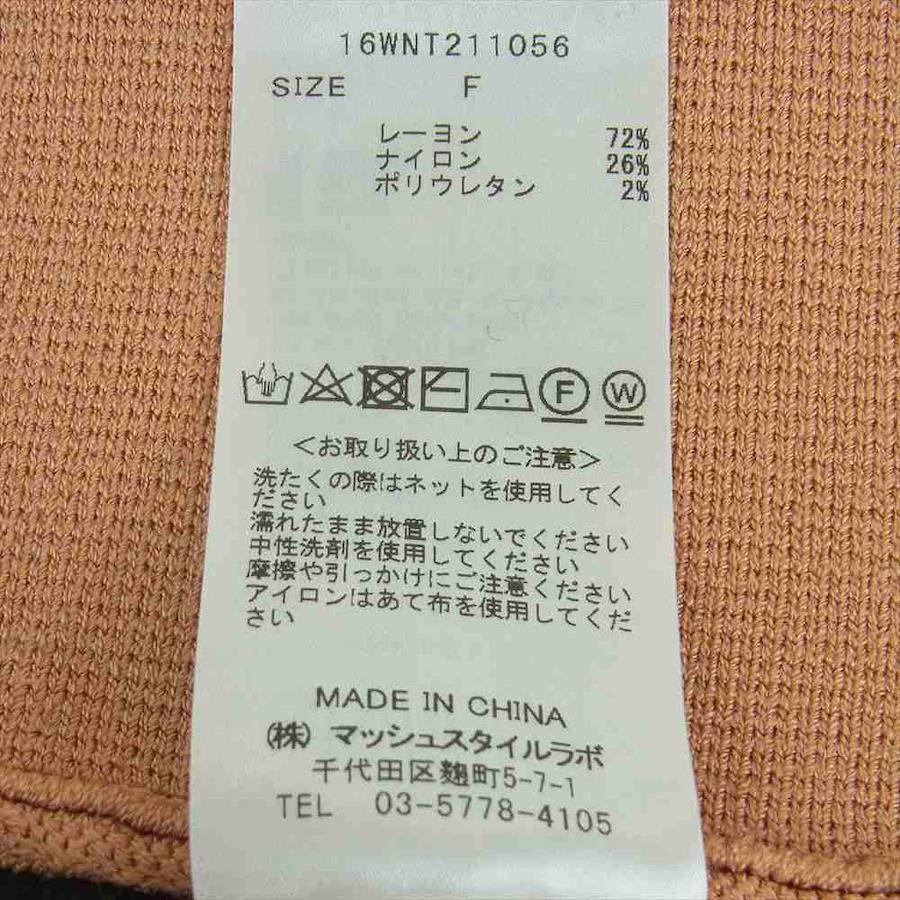 16WNT211056
SIZE F
レーヨン 72%
ナイロン 26%
ポリウレタン 2%
F W
<お取り扱い上のご注意>
洗たくの際はネットを使用してく
ださい
濡れたまま放置しないでください
中性洗剤を使用してください
摩擦や引っかけにご注意ください
アイロンはあて布を使用してくだ
さい
MADE IN CHINA
(株) マッシュスタイルラボ
千代田区麹町5-7-1
TEL 03-5778-4105